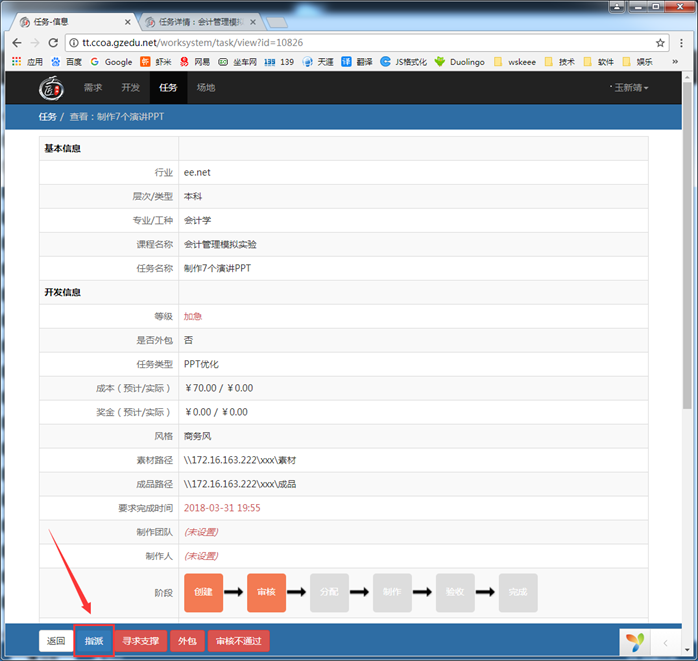 任务-信息
任务详情：会计管理模拟
tt.ccoa.gzedu.net/worksystem/task/view?id=10826
应用 百度 Google 虾米 网易 坐车网 139 139 天涯 翻译 JS格式化 Duolingo wskeee 技术 软件 娱乐 »
需求 开发 任务 场地 玉新靖
任务 / 查看：制作7个演讲PPT
基本信息
行业 ee.net
层次/类型 本科
专业/工种 会计学
课程名称 会计管理模拟实验
任务名称 制作7个演讲PPT
开发信息
等级 加急
是否外包 否
任务类型 PPT优化
成本（预计/实际） ￥70.00 / ￥0.00
奖金（预计/实际） ￥0.00 / ￥0.00
风格 商务风
素材路径 \\172.16.163.222\xxx\素材
成品路径 \\172.16.163.222\xxx\成品
要求完成时间 2018-03-31 19:55
制作团队 (未设置)
制作人 (未设置)
阶段 创建 审核 分配 制作 验收 完成
返回 指派 寻求支撑 外包 审核不通过